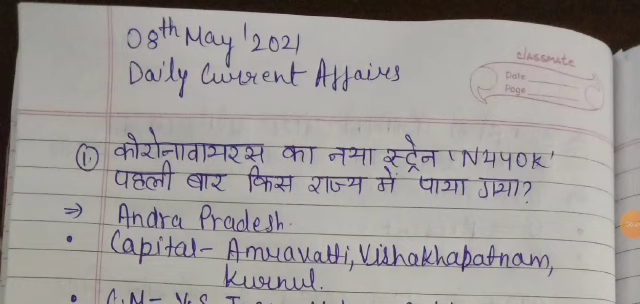 08th May '2021
Daily Current Affairs
classmate
Date
Page
1. कोरोनावायरस का नया स्ट्रेन 'N440K'
पहली बार किस राज्य में पाया गया?
⇒ Andra Pradesh.
• Capital- Amravatti, Vishakhapatnam,
Kurnul.
• C.M- Y.S.